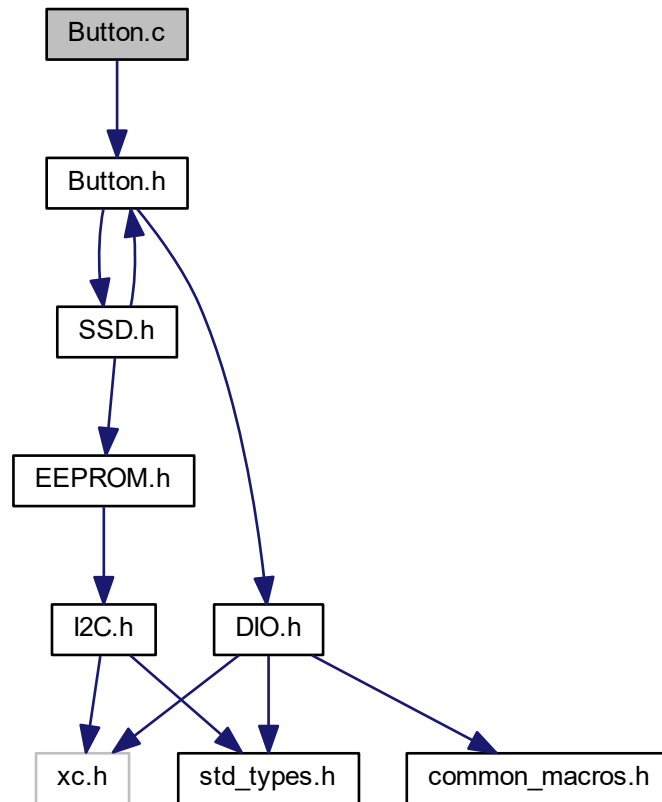 Button.c
Button.h
SSD.h
EEPROM.h
I2C.h
DIO.h
xc.h
std_types.h
common_macros.h